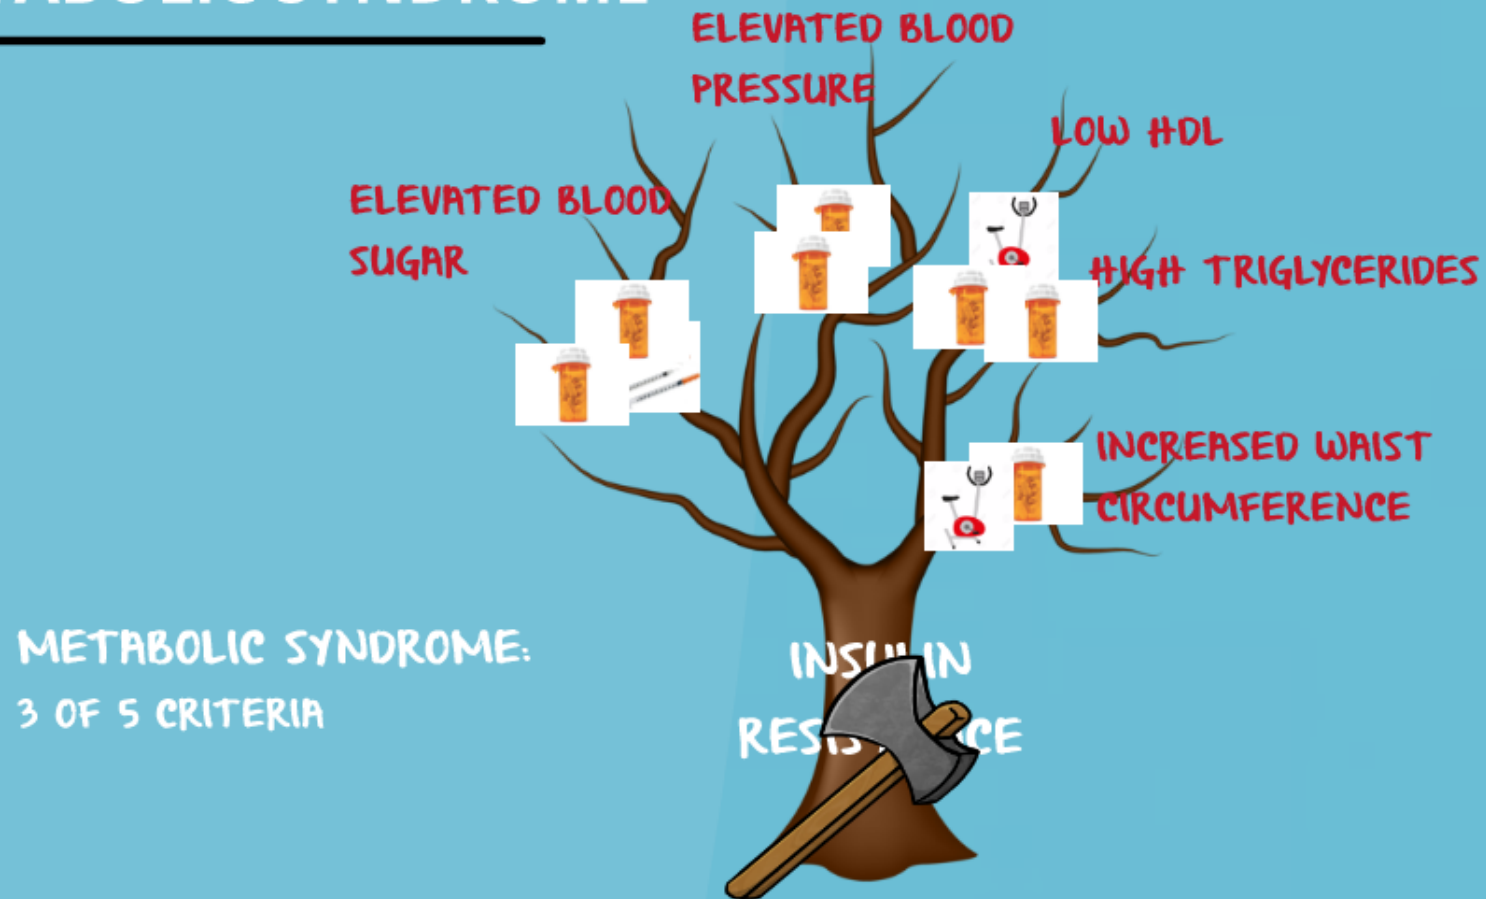 ELEVATED BLOOD
PRESSURE
LOW HDL
ELEVATED BLOOD
SUGAR
HIGH TRIGLYCERIDES
INCREASED WAIST
CIRCUMFERENCE
METABOLIC SYNDROME:
3 OF 5 CRITERIA
INSULIN